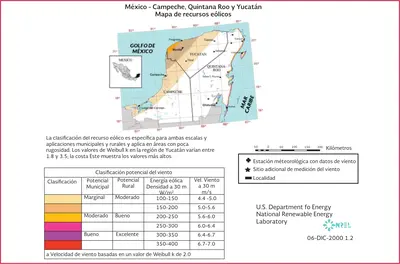 México - Campeche, Quintana Roo y Yucatán
Mapa de recursos eólicos
GOLFO DE
MÉXICO
MEXICO
YUCATAN
QUINTANA
ROO
CAMPECHE
MAR
CARBE
La clasificación del recurso eólico es específica para ambas escalas y
aplicaciones municipales y rurales y aplica en áreas con poca
rugosidad. Los valores de Weibull k en la región de Yucatán varían entre
1.8 y 3.5; la costa Este muestra los valores más altos.
Kilómetros
Estación météorológica con datos de viento
Sitio adicional de medición del viento
Localidad
Clasificación potencial del viento
Clasificación Potencial Municipal Potencial Rural Energía eólica Densidad a 30 m W/m² Vel. Viento a 30 m m/s
Marginal Moderado 100-150 4.4 -5.0
150-200 5.0-5.6
Moderado Bueno 200-250 5.6-6.0
250-300 6.0-6.4
Bueno Excelente 300-350 6.4-6.7
350-400 6.7-7.0
a Velocidad de viento basadas en un valor de Weibull k de 2.0
U.S. Department fo Energy
National Renewable Energy
Laboratory
NREL
06-DIC-2000 1.2